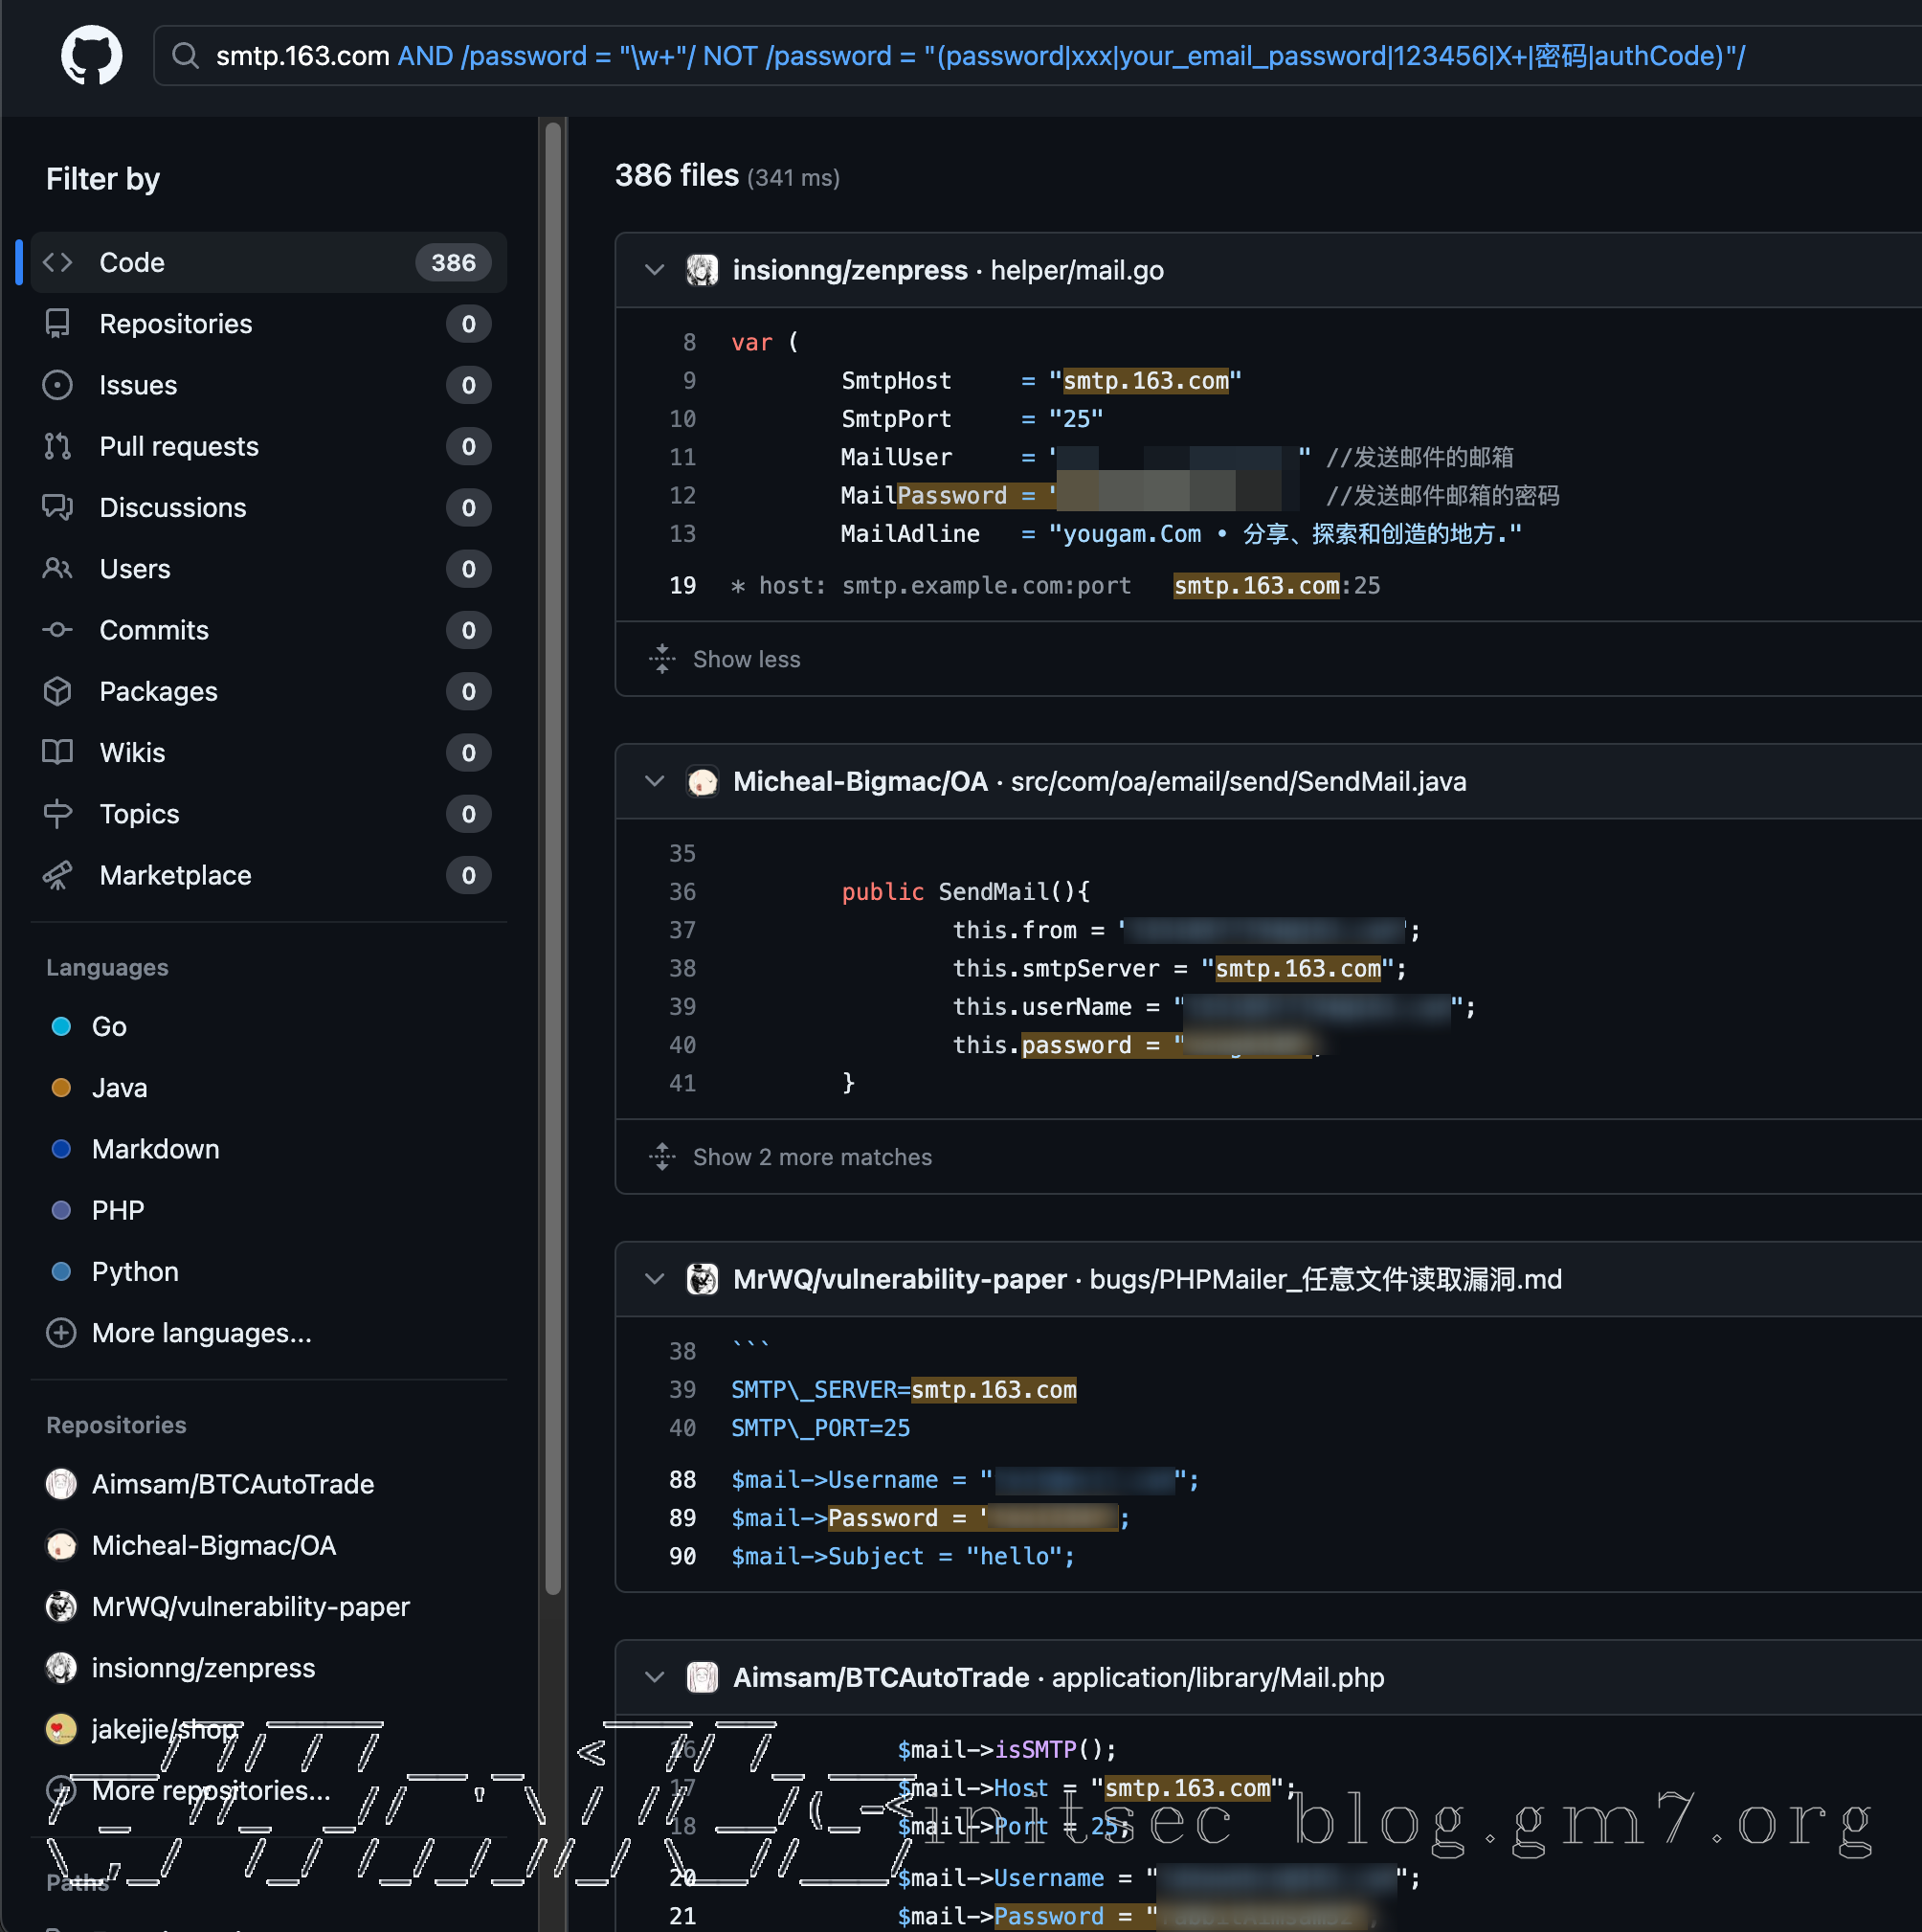 smtp.163.com AND /password = "\w+"/ NOT /password = "(password|xxx|your_email_password|123456|X+|密码|authCode)"/
Filter by
Code 386
Repositories 0
Issues 0
Pull requests 0
Discussions 0
Users 0
Commits 0
Packages 0
Wikis 0
Topics 0
Marketplace 0
Languages
Go
Java
Markdown
PHP
Python
More languages...
Repositories
Aimsam/BTCAutoTrade
Micheal-Bigmac/OA
MrWQ/vulnerability-paper
insionng/zenpress
jakejie/shop
More repositories...
Paths
386 files (341 ms)
insionng/zenpress · helper/mail.go
8 var (
9 SmtpHost = "smtp.163.com"
10 SmtpPort = "25"
11 MailUser = " " //发送邮件的邮箱
12 MailPassword = " //发送邮件邮箱的密码
13 MailAdline = "yougam.Com • 分享、探索和创造的地方."
19 * host: smtp.example.com:port smtp.163.com:25
Show less
Micheal-Bigmac/OA · src/com/oa/email/send/SendMail.java
35
36 public SendMail(){
37 this.from = " ";
38 this.smtpServer = "smtp.163.com";
39 this.userName = " ";
40 this.password = " ;
41 }
Show 2 more matches
MrWQ/vulnerability-paper · bugs/PHPMailer_任意文件读取漏洞.md
38 ```
39 SMTP\_SERVER=smtp.163.com
40 SMTP\_PORT=25
88 $mail->Username = " ";
89 $mail->Password = ' ;
90 $mail->Subject = "hello";
Aimsam/BTCAutoTrade · application/library/Mail.php
16 $mail->isSMTP();
17 $mail->Host = "smtp.163.com";
18 $mail->Port = 25;
20 $mail->Username = " ";
21 $mail->Password = " ;
initsec blog.gm7.org